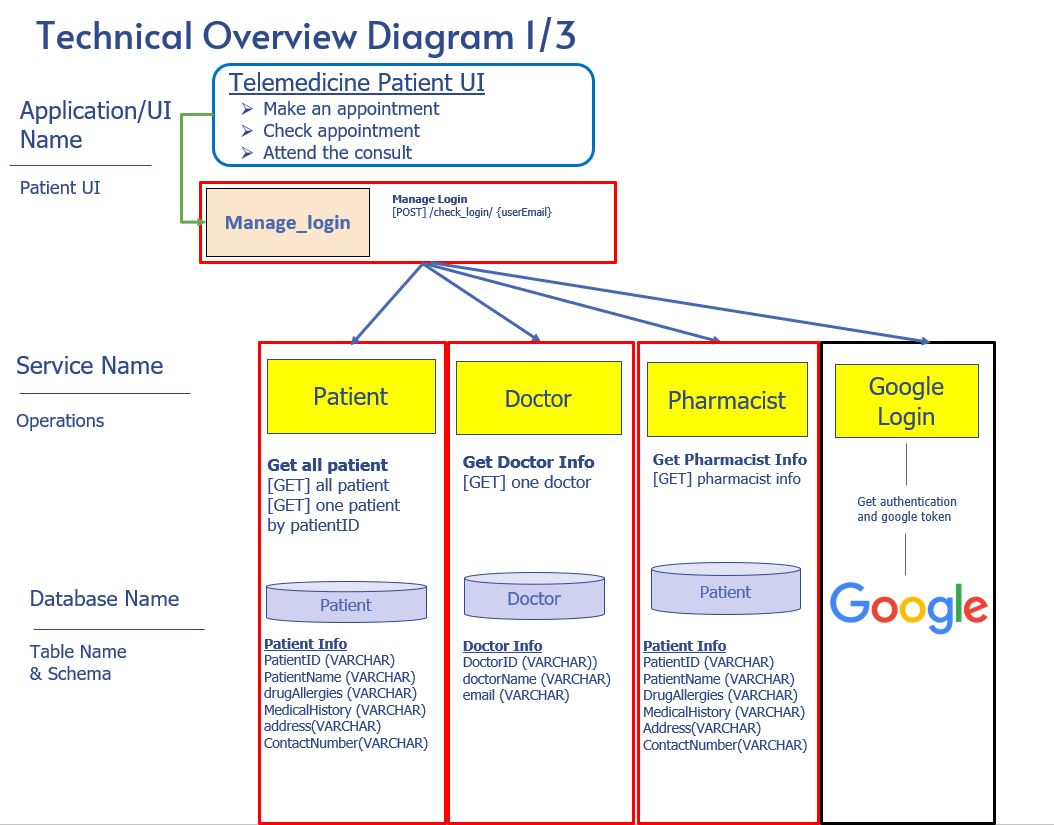 Technical Overview Diagram 1/3
Application/UI
Name
Patient UI
Telemedicine Patient UI
Make an appointment
Check appointment
Attend the consult
Manage_login
Manage Login
[POST] /check_login/ {userEmail}
Service Name
Operations
Patient
Get all patient
[GET] all patient
[GET] one patient
by patientID
Doctor
Get Doctor Info
[GET] one doctor
Pharmacist
Get Pharmacist Info
[GET] pharmacist info
Google
Login
Get authentication
and google token
Google
Database Name
Table Name
& Schema
Patient
Patient Info
PatientID (VARCHAR)
PatientName (VARCHAR)
drugAllergies (VARCHAR)
MedicalHistory (VARCHAR)
address(VARCHAR)
ContactNumber(VARCHAR)
Doctor
Doctor Info
DoctorID (VARCHAR))
doctorName (VARCHAR)
email (VARCHAR)
Patient
Patient Info
PatientID (VARCHAR)
PatientName (VARCHAR)
DrugAllergies (VARCHAR)
MedicalHistory (VARCHAR)
Address(VARCHAR)
ContactNumber(VARCHAR)